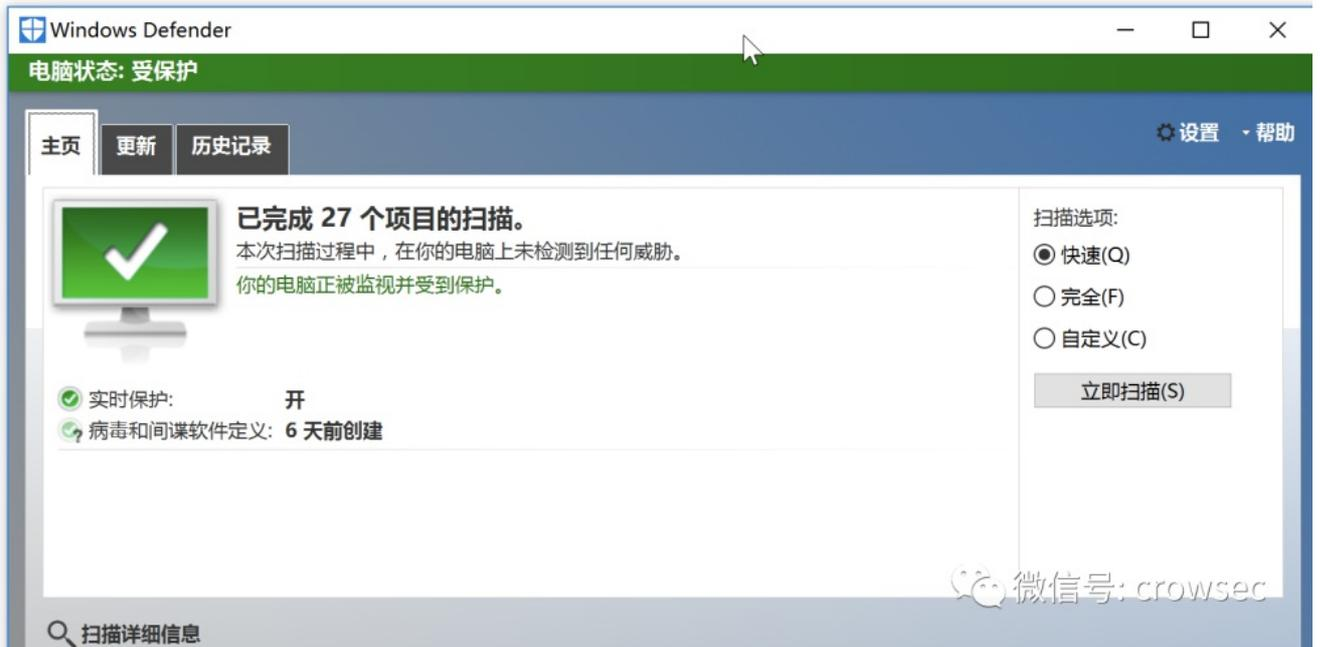 Windows Defender
电脑状态: 受保护
主页 更新 历史记录 设置 帮助
已完成 27 个项目的扫描。
本次扫描过程中，在你的电脑上未检测到任何威胁。
你的电脑正被监视并受到保护。
实时保护: 开
病毒和间谍软件定义: 6 天前创建
扫描选项:
快速(Q)
完全(F)
自定义(C)
立即扫描(S)
微信号: crowsec
扫描详细信息